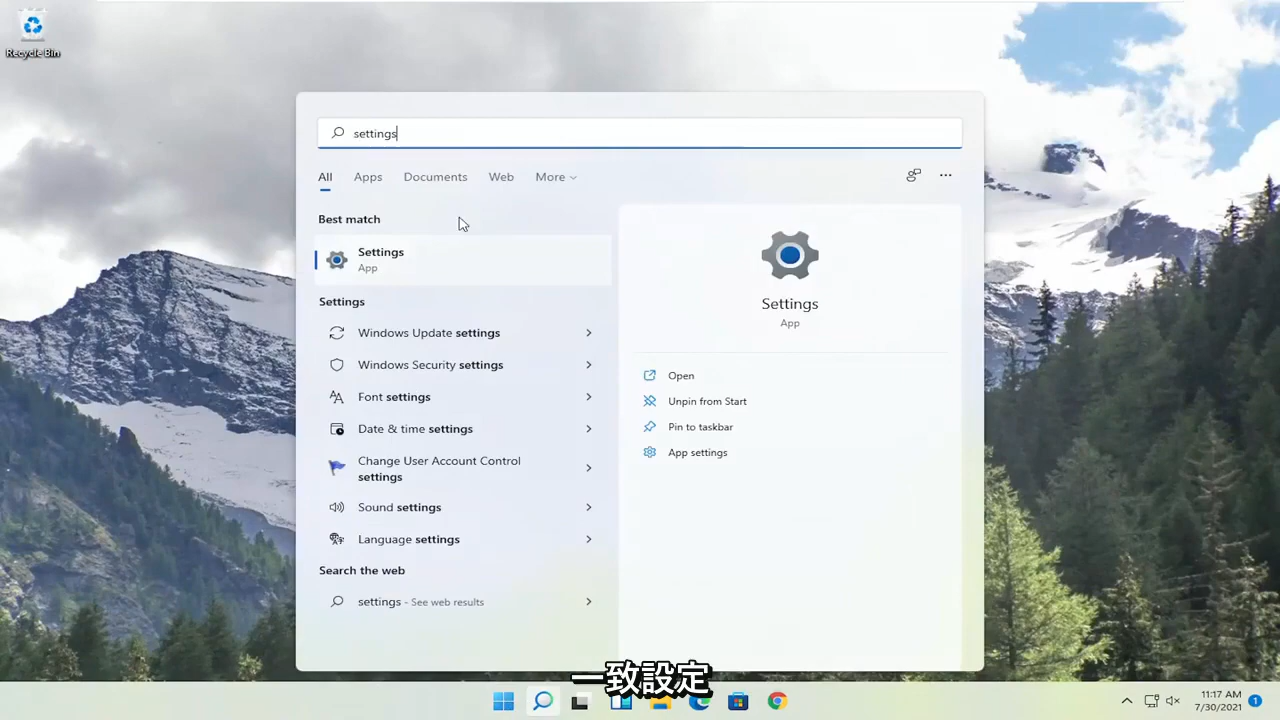 Recycle Bin
settings
All Apps Documents Web More
Best match
Settings
App
Settings
Windows Update settings
Windows Security settings
Font settings
Date & time settings
Change User Account Control
settings
Sound settings
Language settings
Search the web
settings - See web results
Settings
App
Open
Unpin from Start
Pin to taskbar
App settings
一致設定
11:17 AM
7/30/2021
1